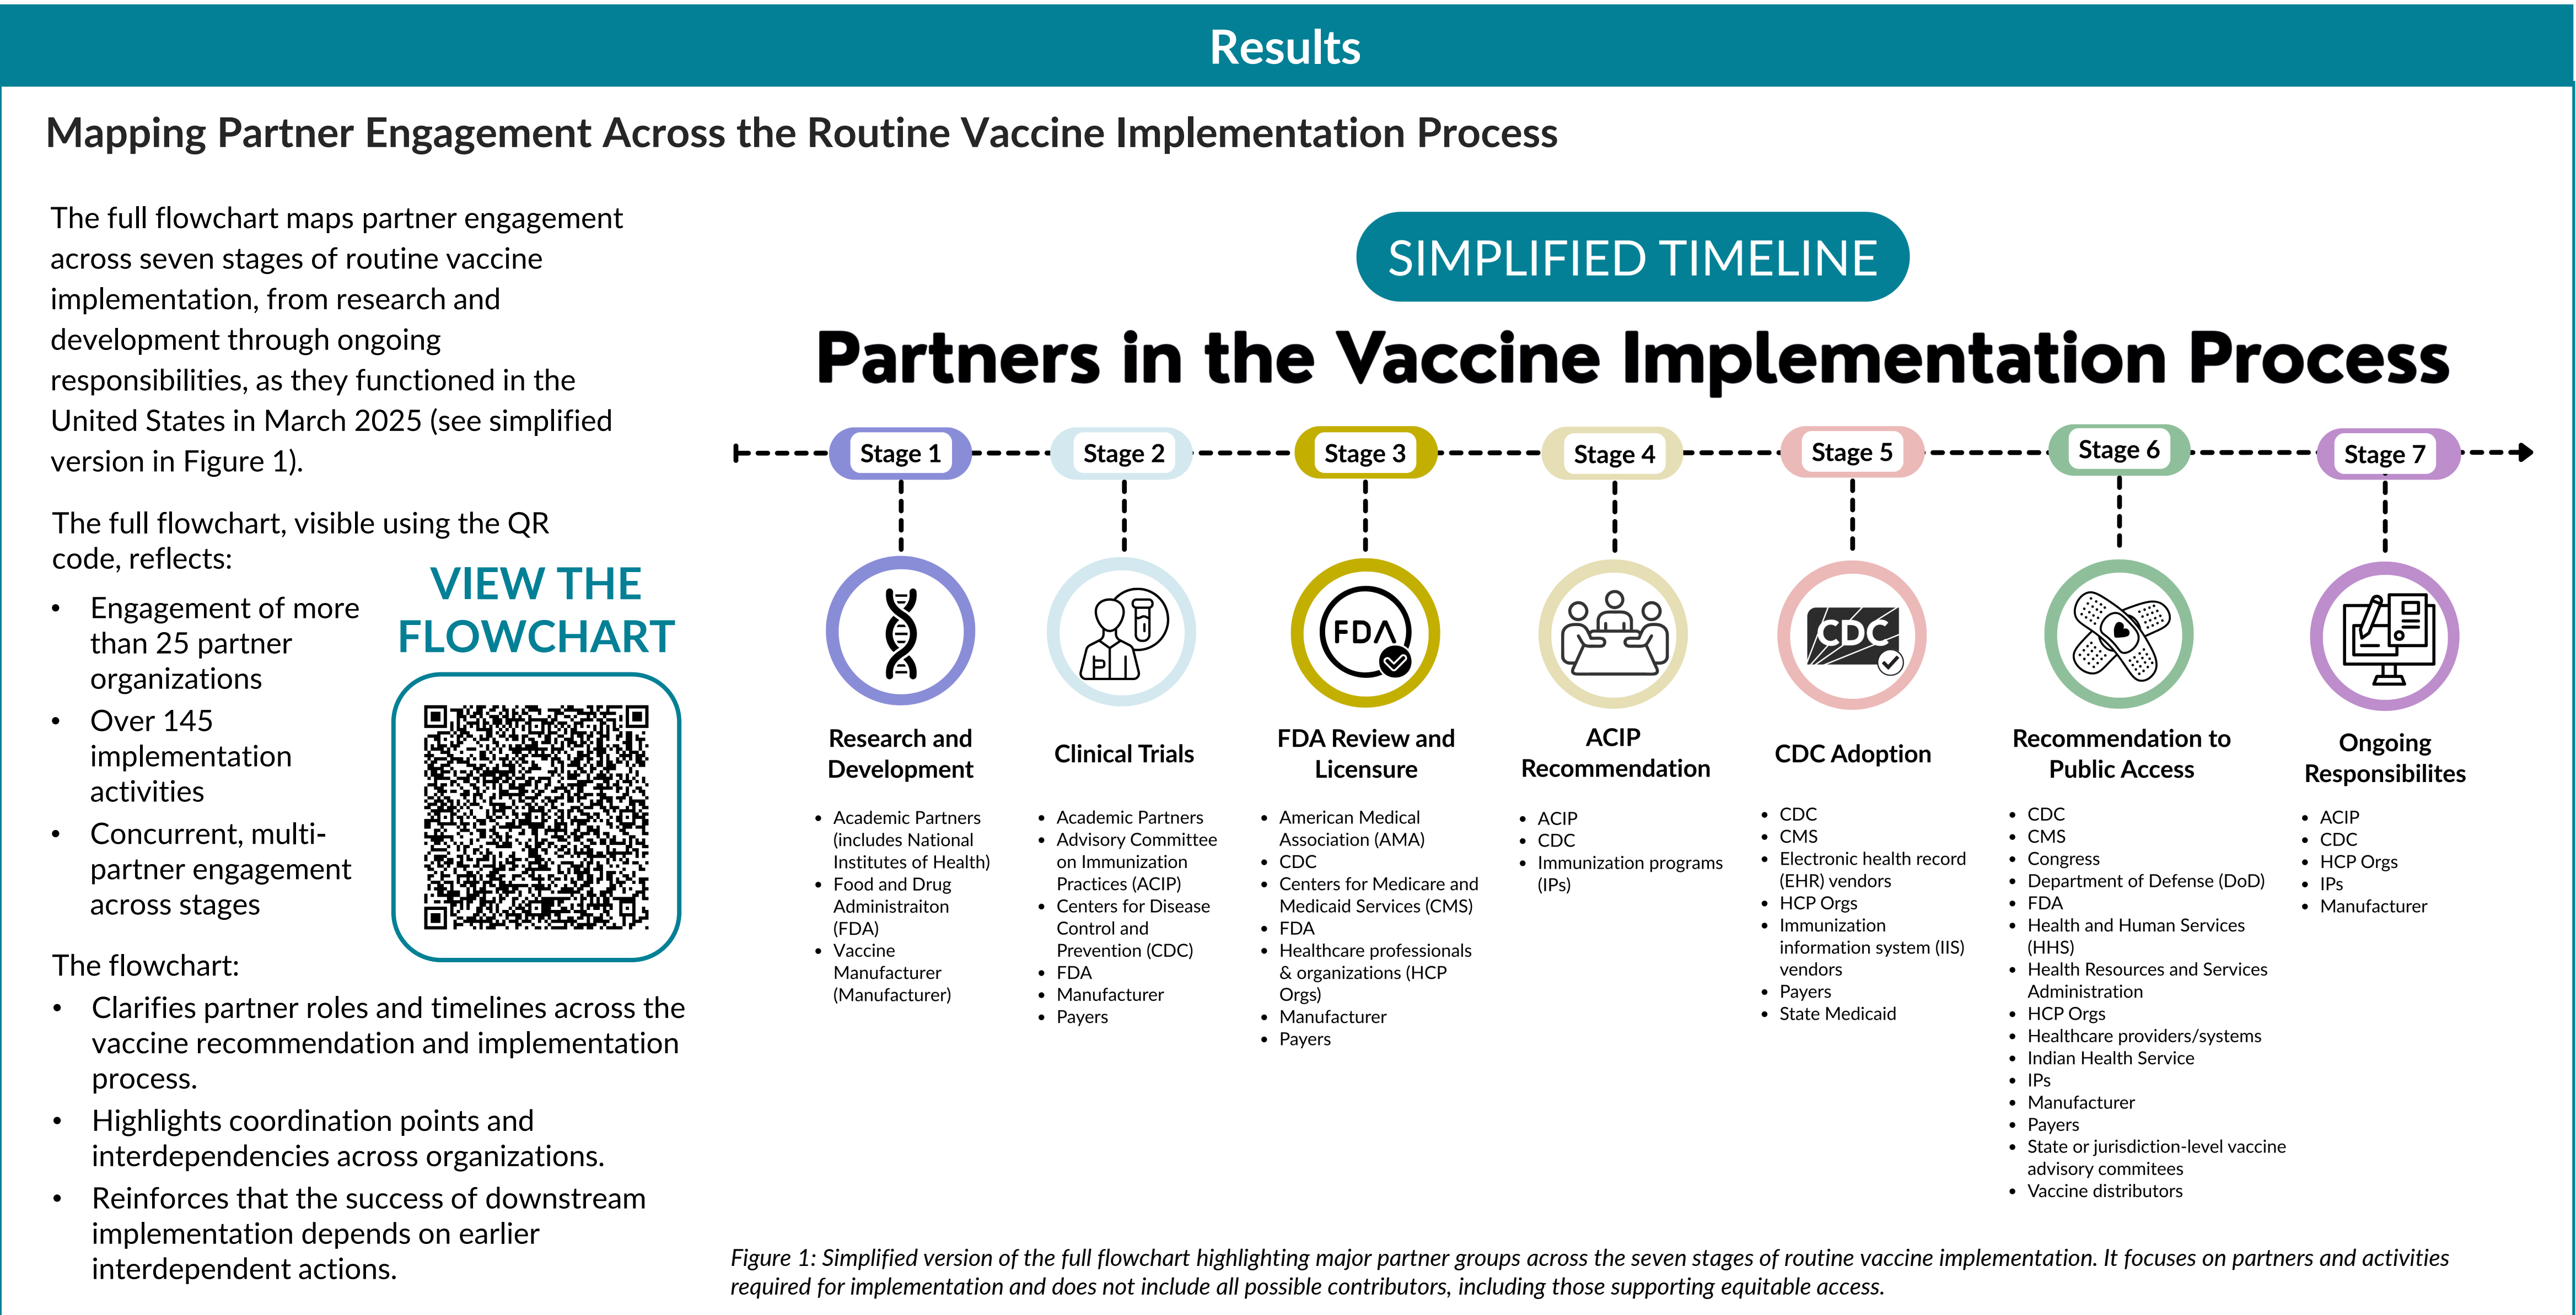 Results
Mapping Partner Engagement Across the Routine Vaccine Implementation Process
The full flowchart maps partner engagement
across seven stages of routine vaccine
implementation, from research and
development through ongoing
responsibilities, as they functioned in the
United States in March 2025 (see simplified
version in Figure 1).
The full flowchart, visible using the QR
code, reflects:
• Engagement of more
than 25 partner
organizations
• Over 145
implementation
activities
• Concurrent, multi-
partner engagement
across stages
VIEW THE
FLOWCHART
The flowchart:
• Clarifies partner roles and timelines across the
vaccine recommendation and implementation
process.
• Highlights coordination points and
interdependencies across organizations.
• Reinforces that the success of downstream
implementation depends on earlier
interdependent actions.
SIMPLIFIED TIMELINE
Partners in the Vaccine Implementation Process
Stage 1
Research and
Development
• Academic Partners
(includes National
Institutes of Health)
• Food and Drug
Administraiton
(FDA)
• Vaccine
Manufacturer
(Manufacturer)
Stage 2
Clinical Trials
• Academic Partners
• Advisory Committee
on Immunization
Practices (ACIP)
• Centers for Disease
Control and
Prevention (CDC)
• FDA
• Manufacturer
• Payers
Stage 3
FDA
FDA Review and
Licensure
• American Medical
Association (AMA)
• CDC
• Centers for Medicare and
Medicaid Services (CMS)
• FDA
• Healthcare professionals
& organizations (HCP
Orgs)
• Manufacturer
• Payers
Stage 4
ACIP
Recommendation
• ACIP
• CDC
• Immunization programs
(IPs)
Stage 5
CDC
CDC Adoption
• CDC
• CMS
• Electronic health record
(EHR) vendors
• HCP Orgs
• Immunization
information system (IIS)
vendors
• Payers
• State Medicaid
Stage 6
Recommendation to
Public Access
• CDC
• CMS
• Congress
• Department of Defense (DoD)
• FDA
• Health and Human Services
(HHS)
• Health Resources and Services
Administration
• HCP Orgs
• Healthcare providers/systems
• Indian Health Service
• IPs
• Manufacturer
• Payers
• State or jurisdiction-level vaccine
advisory commitees
• Vaccine distributors
Stage 7
Ongoing
Responsibilites
• ACIP
• CDC
• HCP Orgs
• IPs
• Manufacturer
Figure 1: Simplified version of the full flowchart highlighting major partner groups across the seven stages of routine vaccine implementation. It focuses on partners and activities
required for implementation and does not include all possible contributors, including those supporting equitable access.